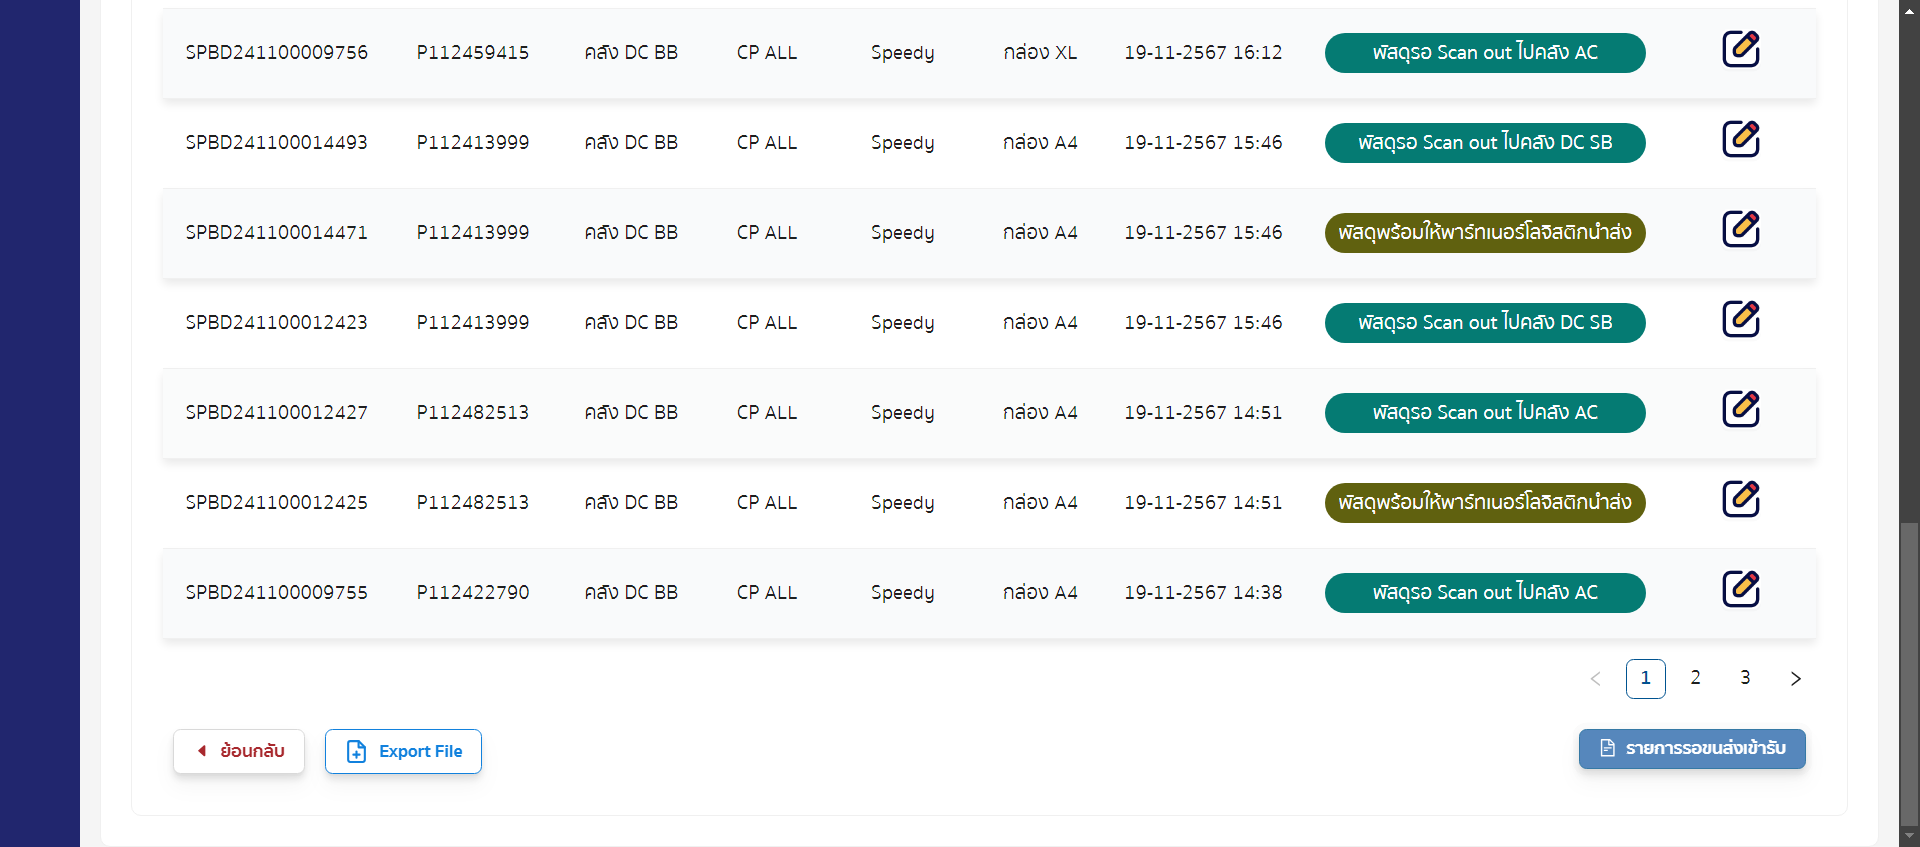 SPBD241100009756 P112459415 คลัง DC BB CP ALL Speedy กล่อง XL 19-11-2567 16:12 พัสดุรอ Scan out ไปคลัง AC
SPBD241100014493 P112413999 คลัง DC BB CP ALL Speedy กล่อง A4 19-11-2567 15:46 พัสดุรอ Scan out ไปคลัง DC SB
SPBD241100014471 P112413999 คลัง DC BB CP ALL Speedy กล่อง A4 19-11-2567 15:46 พัสดุพร้อมให้พาร์ทเนอร์โลจิสติกนำส่ง
SPBD241100012423 P112413999 คลัง DC BB CP ALL Speedy กล่อง A4 19-11-2567 15:46 พัสดุรอ Scan out ไปคลัง DC SB
SPBD241100012427 P112482513 คลัง DC BB CP ALL Speedy กล่อง A4 19-11-2567 14:51 พัสดุรอ Scan out ไปคลัง AC
SPBD241100012425 P112482513 คลัง DC BB CP ALL Speedy กล่อง A4 19-11-2567 14:51 พัสดุพร้อมให้พาร์ทเนอร์โลจิสติกนำส่ง
SPBD241100009755 P112422790 คลัง DC BB CP ALL Speedy กล่อง A4 19-11-2567 14:38 พัสดุรอ Scan out ไปคลัง AC
1 2 3
ย้อนกลับ Export File รายการรอขนส่งเข้ารับ